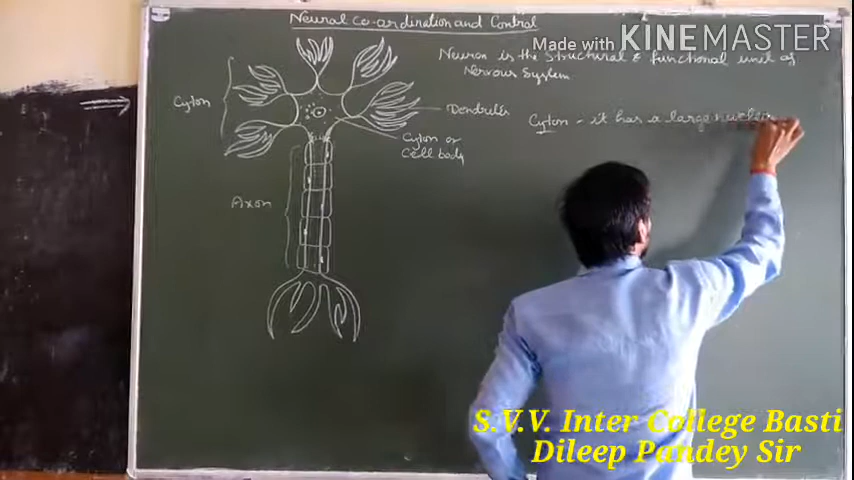 Neural co-ordination and Control
Made with KINEMASTER
Neuron is the structural & functional unit of
Nervous System
Cyton
Dendrites
Cyton - it has a large
Cyton or
Cell body
Axon
S.V.V. Inter College Basti
Dileep Pandey Sir